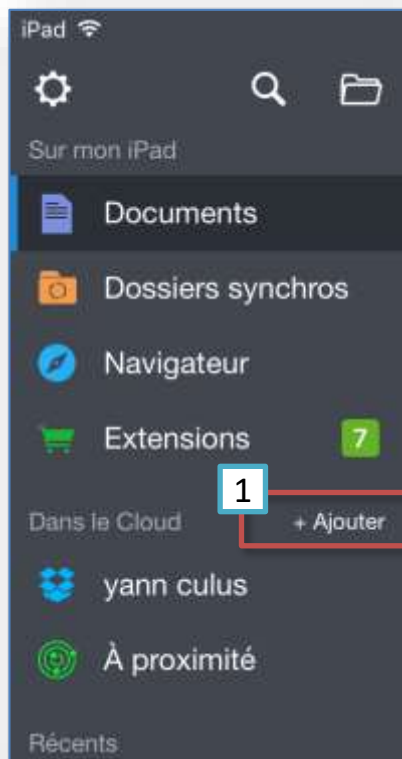 iPad
Sur mon iPad
Documents
Dossiers synchros
Navigateur
Extensions 7
1
Dans le Cloud + Ajouter
yann culus
À proximité
Récents